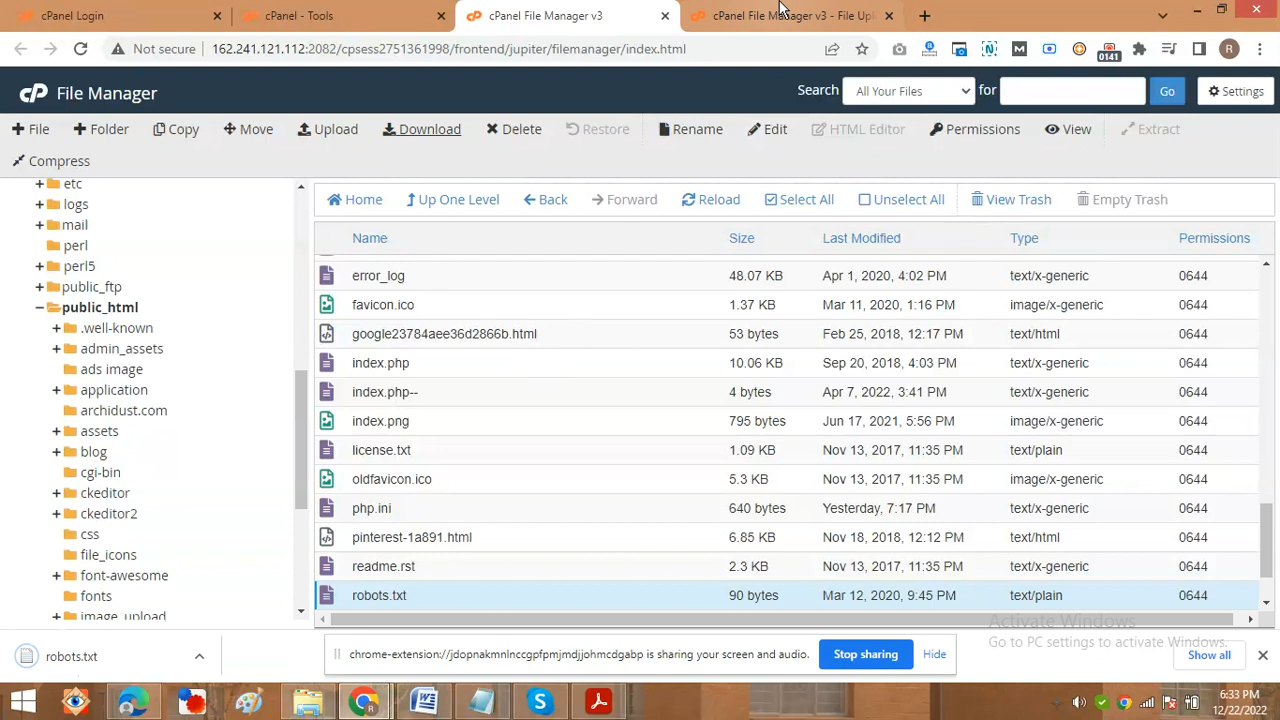 cPanel Login
cPanel - Tools
cPanel File Manager v3
cPanel File Manager v3 - File Upl
Not secure
162.241.121.112:2082/cpsess2751361998/frontend/jupiter/filemanager/index.html
0141
R
cP File Manager
Search
All Your Files
for
Go
Settings
File
Folder
Copy
Move
Upload
Download
Delete
Restore
Rename
Edit
HTML Editor
Permissions
View
Extract
Compress
Home
Up One Level
Back
Forward
Reload
Select All
Unselect All
View Trash
Empty Trash
etc
logs
mail
perl
perl5
public_ftp
public_html
.well-known
admin_assets
ads image
application
archidust.com
assets
blog
cgi-bin
ckeditor
ckeditor2
css
file_icons
font-awesome
fonts
image_upload
Name Size Last Modified Type Permissions
error_log 48.07 KB Apr 1, 2020, 4:02 PM text/x-generic 0644
favicon.ico 1.37 KB Mar 11, 2020, 1:16 PM image/x-generic 0644
google23784aee36d2866b.html 53 bytes Feb 25, 2018, 12:17 PM text/html 0644
index.php 10.06 KB Sep 20, 2018, 4:03 PM text/x-generic 0644
index.php-- 4 bytes Apr 7, 2022, 3:41 PM text/x-generic 0644
index.png 795 bytes Jun 17, 2021, 5:56 PM image/x-generic 0644
license.txt 1.09 KB Nov 13, 2017, 11:35 PM text/plain 0644
oldfavicon.ico 5.3 KB Nov 13, 2017, 11:35 PM image/x-generic 0644
php.ini 640 bytes Yesterday, 7:17 PM text/x-generic 0644
pinterest-1a891.html 6.85 KB Nov 18, 2018, 12:12 PM text/html 0644
readme.rst 2.3 KB Nov 13, 2017, 11:35 PM text/x-generic 0644
robots.txt 90 bytes Mar 12, 2020, 9:45 PM text/plain 0644
Activate Windows
Go to PC settings to activate Windows.
robots.txt
chrome-extension://jdopnakmnlnccgpfpmjmdjjohmcdgabp is sharing your screen and audio.
Stop sharing
Hide
Show all
6:33 PM
12/22/2022